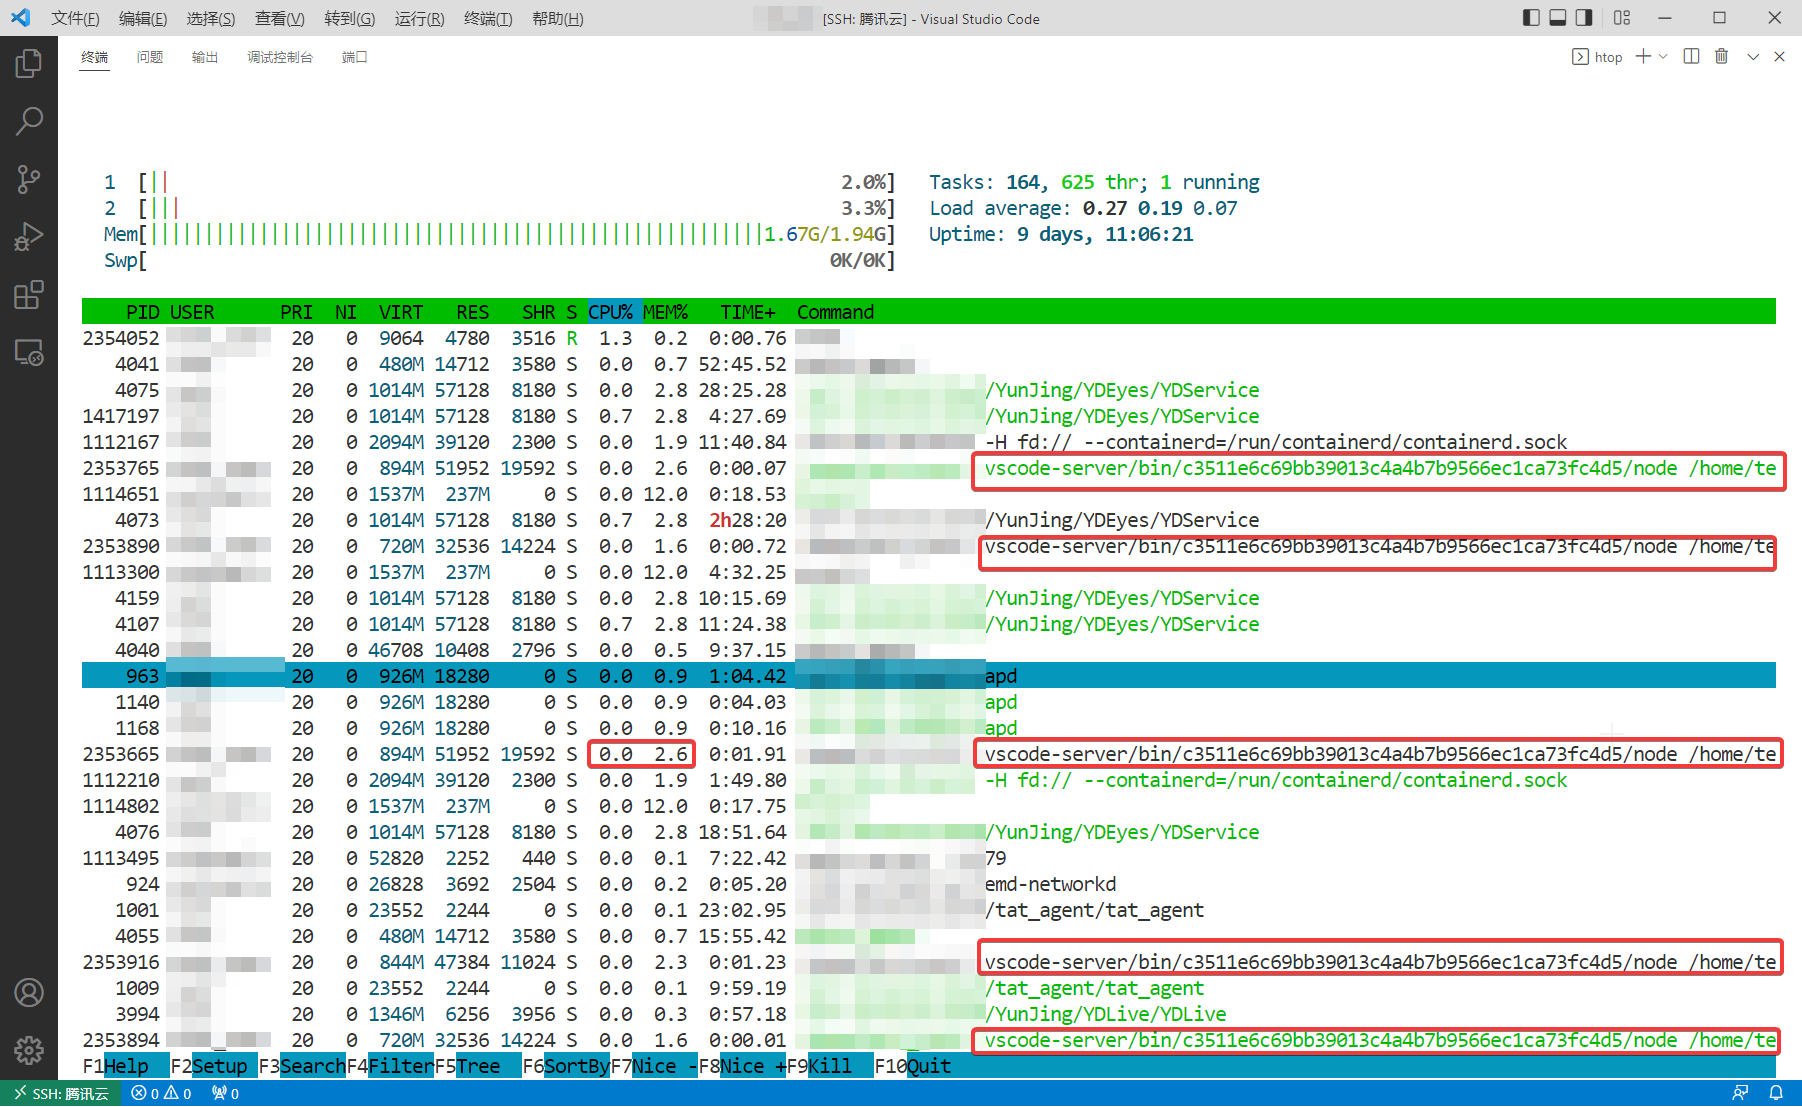 文件(F) 编辑(E) 选择(S) 查看(V) 转到(G) 运行(R) 终端(T) 帮助(H) [SSH: 腾讯云] - Visual Studio Code
终端 问题 输出 调试控制台 端口 htop
1 [||| 2.0%] Tasks: 164, 625 thr; 1 running
2 [||| 3.3%] Load average: 0.27 0.19 0.07
Mem[ 1.67G/1.94G] Uptime: 9 days, 11:06:21
Swp[ 0K/0K]
PID USER PRI NI VIRT RES SHR S CPU% MEM% TIME+ Command
2354052 20 0 9064 4780 3516 R 1.3 0.2 0:00.76
4041 20 0 480M 14712 3580 S 0.0 0.7 52:45.52
4075 20 0 1014M 57128 8180 S 0.0 2.8 28:25.28 /YunJing/YDEyes/YDService
1417197 20 0 1014M 57128 8180 S 0.7 2.8 4:27.69 /YunJing/YDEyes/YDService
1112167 20 0 2094M 39120 2300 S 0.0 1.9 11:40.84 -H fd:// --containerd=/run/containerd/containerd.sock
2353765 20 0 894M 51952 19592 S 0.0 2.6 0:00.07 vscode-server/bin/c3511e6c69bb39013c4a4b7b9566ec1ca73fc4d5/node /home/te
1114651 20 0 1537M 237M 0 S 0.0 12.0 0:18.53
4073 20 0 1014M 57128 8180 S 0.7 2.8 2h28:20 /YunJing/YDEyes/YDService
2353890 20 0 720M 32536 14224 S 0.0 1.6 0:00.72 vscode-server/bin/c3511e6c69bb39013c4a4b7b9566ec1ca73fc4d5/node /home/te
1113300 20 0 1537M 237M 0 S 0.0 12.0 4:32.25
4159 20 0 1014M 57128 8180 S 0.0 2.8 10:15.69 /YunJing/YDEyes/YDService
4107 20 0 1014M 57128 8180 S 0.7 2.8 11:24.38 /YunJing/YDEyes/YDService
4040 20 0 46708 10408 2796 S 0.0 0.5 9:37.15
963 20 0 926M 18280 0 S 0.0 0.9 1:04.42 apd
1140 20 0 926M 18280 0 S 0.0 0.9 0:04.03 apd
1168 20 0 926M 18280 0 S 0.0 0.9 0:10.16 apd
2353665 20 0 894M 51952 19592 S 0.0 2.6 0:01.91 vscode-server/bin/c3511e6c69bb39013c4a4b7b9566ec1ca73fc4d5/node /home/te
1112210 20 0 2094M 39120 2300 S 0.0 1.9 1:49.80 -H fd:// --containerd=/run/containerd/containerd.sock
1114802 20 0 1537M 237M 0 S 0.0 12.0 0:17.75
4076 20 0 1014M 57128 8180 S 0.0 2.8 18:51.64 /YunJing/YDEyes/YDService
1113495 20 0 52820 2252 440 S 0.0 0.1 7:22.42 79
924 20 0 26828 3692 2504 S 0.0 0.2 0:05.20 emd-networkd
1001 20 0 23552 2244 0 S 0.0 0.1 23:02.95 /tat_agent/tat_agent
4055 20 0 480M 14712 3580 S 0.0 0.7 15:55.42
2353916 20 0 844M 47384 11024 S 0.0 2.3 0:01.23 vscode-server/bin/c3511e6c69bb39013c4a4b7b9566ec1ca73fc4d5/node /home/te
1009 20 0 23552 2244 0 S 0.0 0.1 9:59.19 /tat_agent/tat_agent
3994 20 0 1346M 6256 3956 S 0.0 0.3 0:57.18 /YunJing/YDLive/YDLive
2353894 20 0 720M 32536 14224 S 0.0 1.6 0:00.01 vscode-server/bin/c3511e6c69bb39013c4a4b7b9566ec1ca73fc4d5/node /home/te
F1Help F2Setup F3SearchF4FilterF5Tree F6SortByF7Nice -F8Nice +F9Kill F10Quit
SSH: 腾讯云 0 0 0